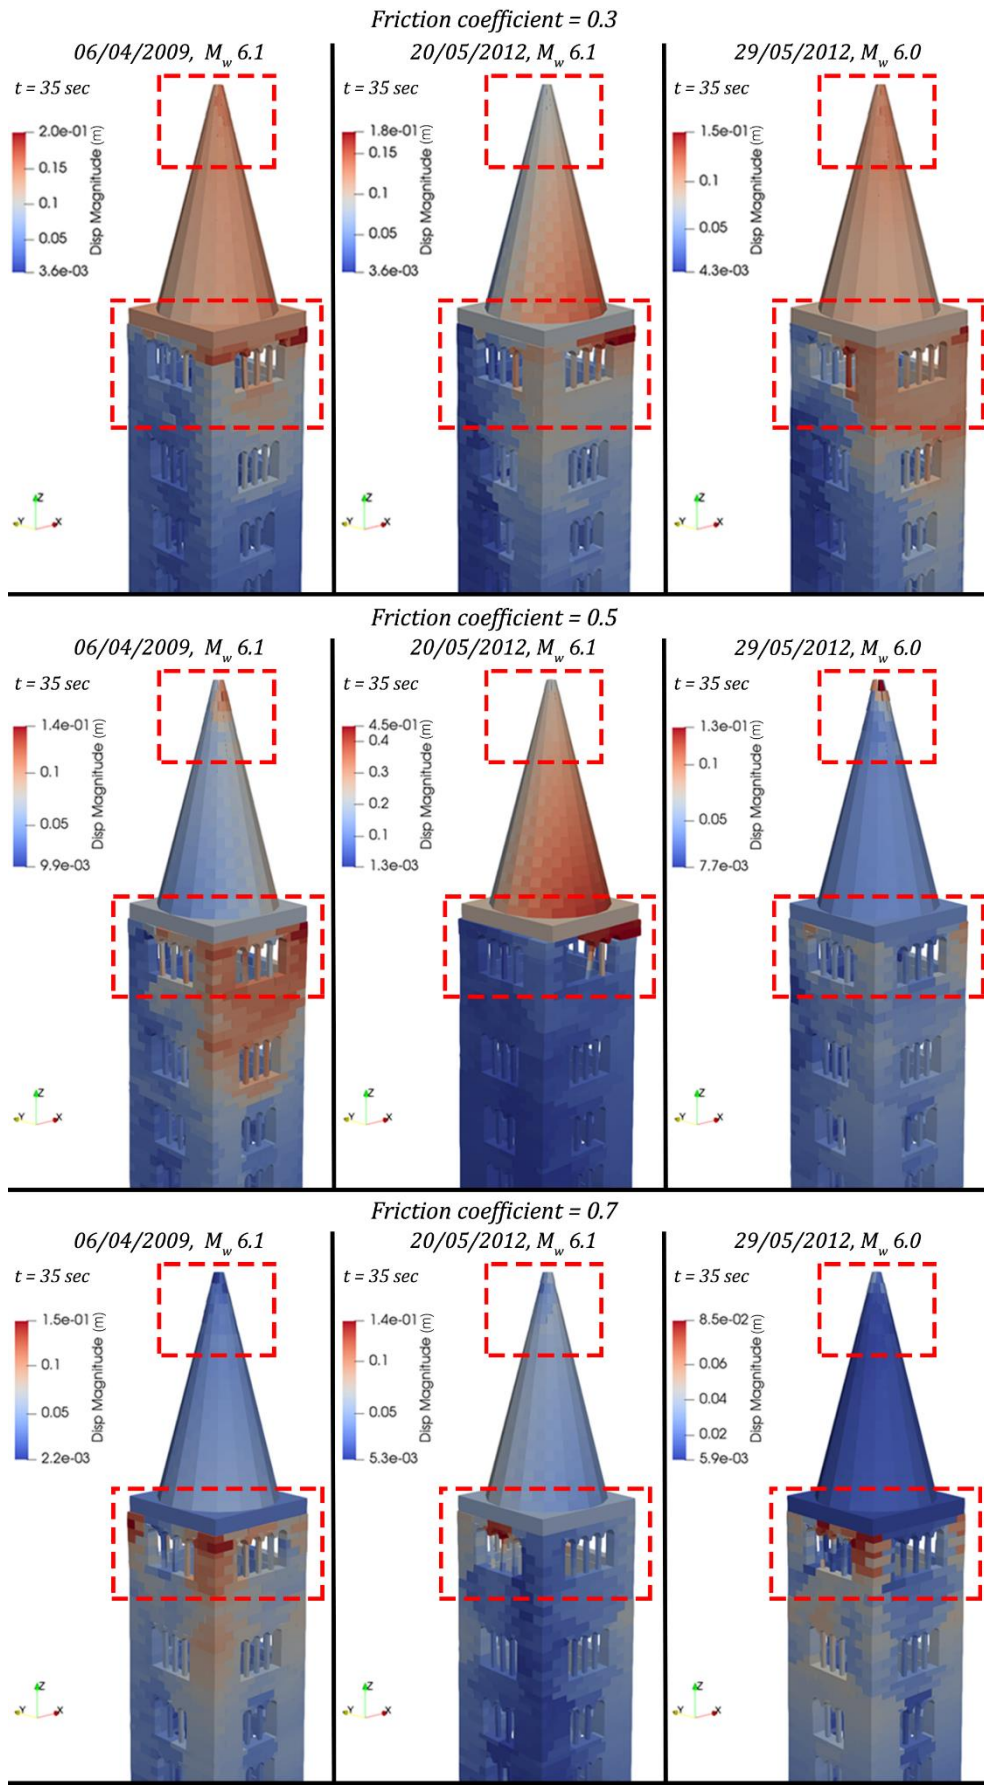 Friction coefficient = 0.3
06/04/2009, Mw 6.1
t = 35 sec
2.0e-01
0.15
0.1
0.05
3.6e-03
Disp Magnitude (m)
Z
Y
X
20/05/2012, Mw 6.1
t = 35 sec
1.8e-01
0.15
0.1
0.05
3.6e-03
Disp Magnitude (m)
Z
Y
X
29/05/2012, Mw 6.0
t = 35 sec
1.5e-01
0.1
0.05
4.3e-03
Disp Magnitude (m)
Z
Y
X
Friction coefficient = 0.5
06/04/2009, Mw 6.1
t = 35 sec
1.4e-01
0.1
0.05
9.9e-03
Disp Magnitude (m)
Z
Y
X
20/05/2012, Mw 6.1
t = 35 sec
4.5e-01
0.4
0.3
0.2
0.1
1.3e-03
Disp Magnitude (m)
Z
Y
X
29/05/2012, Mw 6.0
t = 35 sec
1.3e-01
0.1
0.05
7.7e-03
Disp Magnitude (m)
Z
Y
X
Friction coefficient = 0.7
06/04/2009, Mw 6.1
t = 35 sec
1.5e-01
0.1
0.05
2.2e-03
Disp Magnitude (m)
Z
Y
X
20/05/2012, Mw 6.1
t = 35 sec
1.4e-01
0.1
0.05
5.3e-03
Disp Magnitude (m)
Z
Y
X
29/05/2012, Mw 6.0
t = 35 sec
8.5e-02
0.06
0.04
0.02
5.9e-03
Disp Magnitude (m)
Z
Y
X